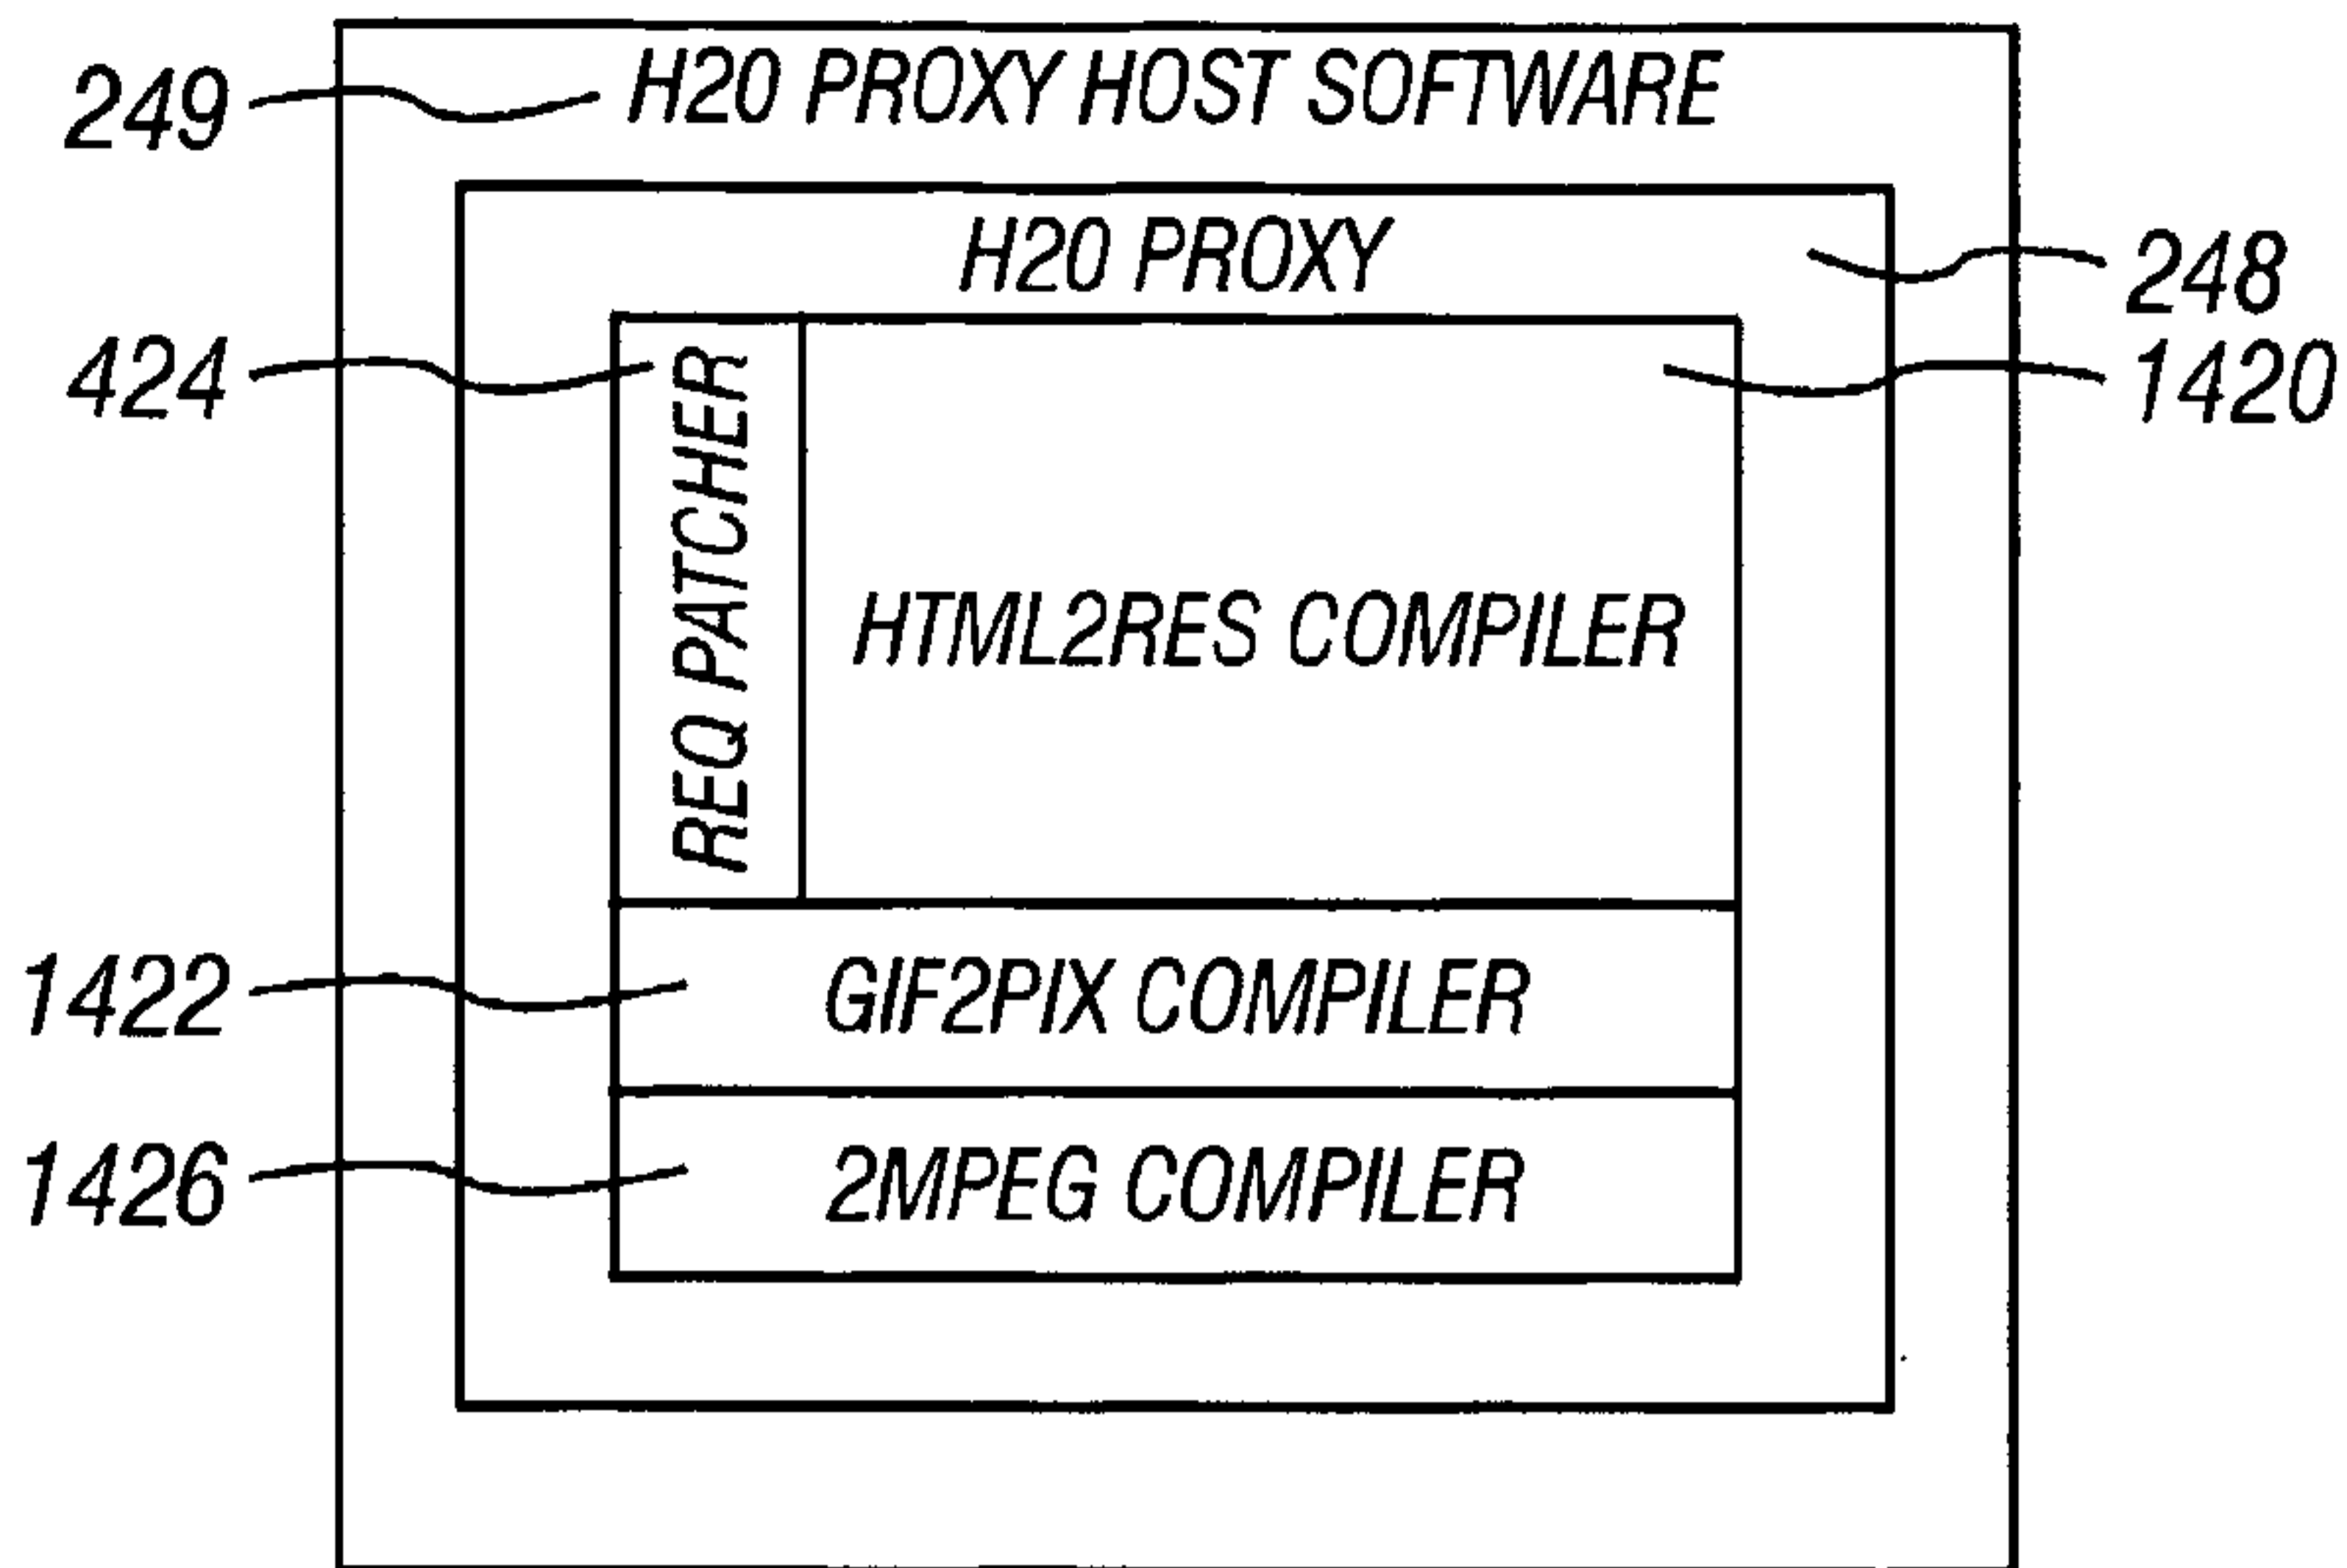 249
H20 PROXY HOST SOFTWARE
H20 PROXY
248
424
1420
REQ PATCHER
HTML2RES COMPILER
1422
GIF2PIX COMPILER
1426
2MPEG COMPILER